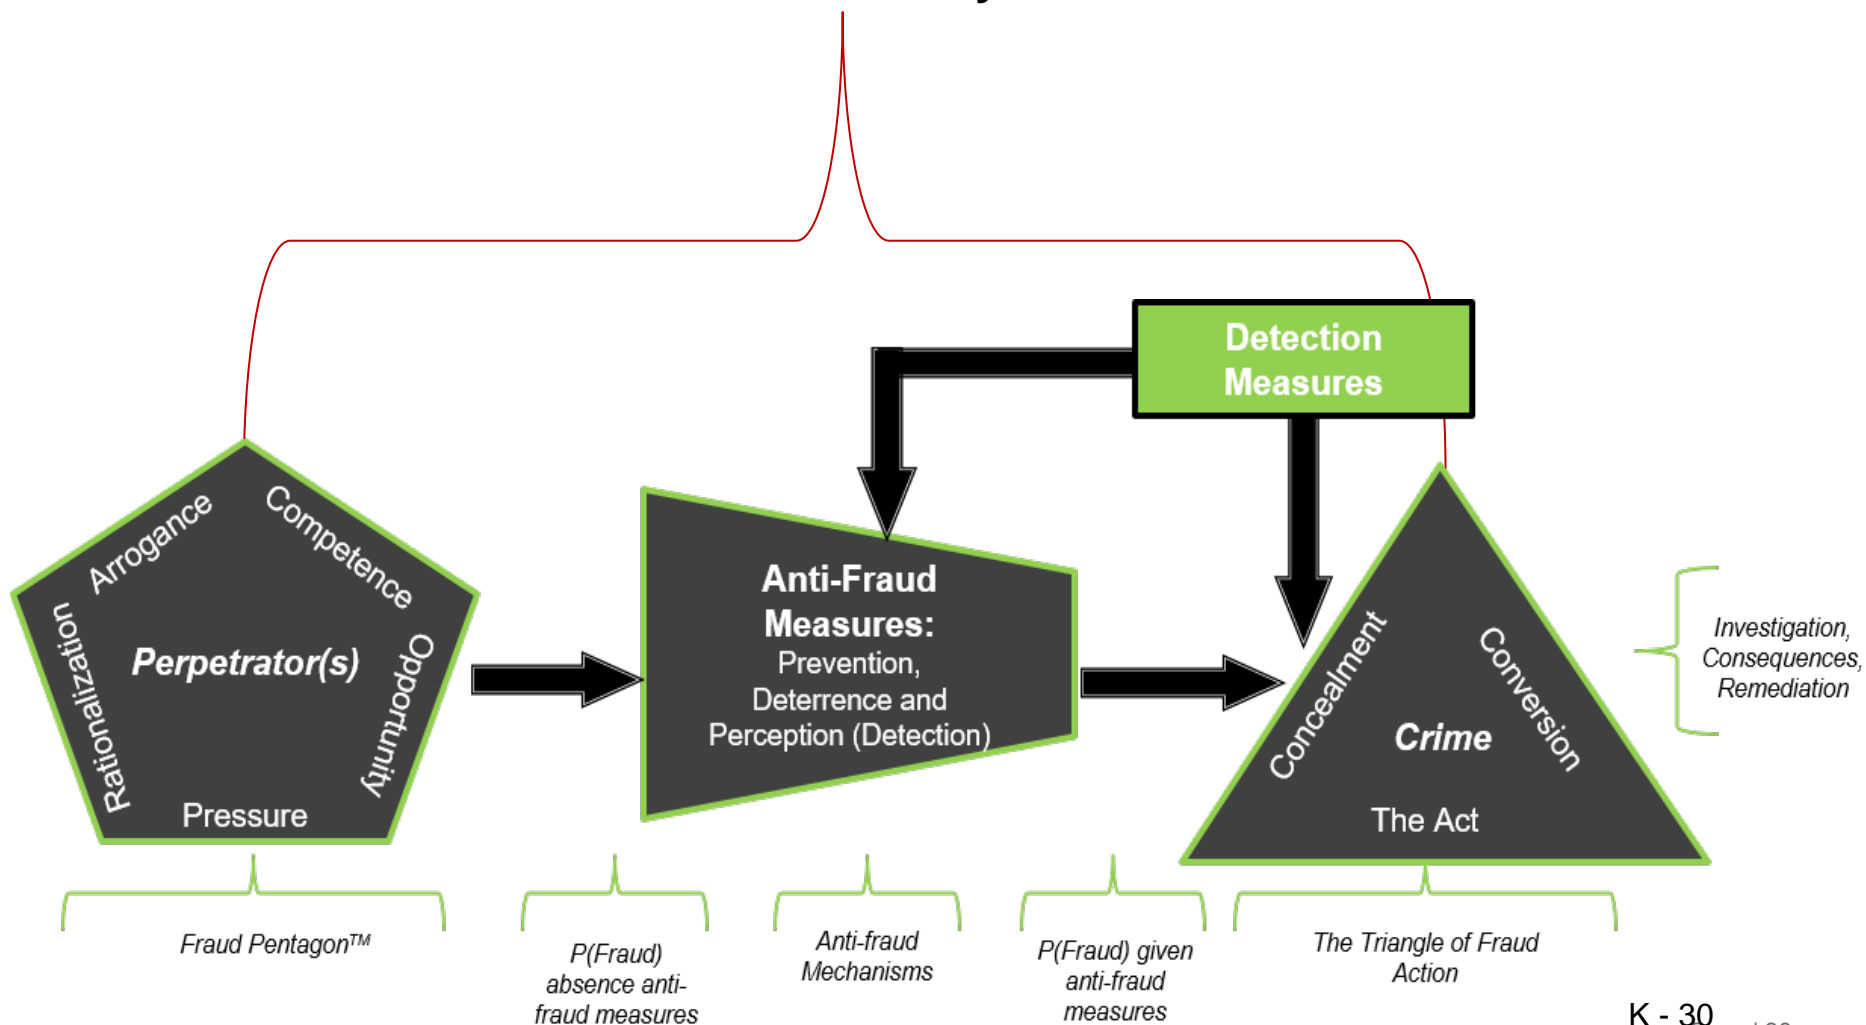 Detection
Measures
Arrogance
Competence
Rationalization
Opportunity
Perpetrator(s)
Pressure
Anti-Fraud
Measures:
Prevention,
Deterrence and
Perception (Detection)
Concealment
Conversion
Crime
The Act
Investigation,
Consequences,
Remediation
Fraud Pentagon™
P(Fraud)
absence anti-
fraud measures
Anti-fraud
Mechanisms
P(Fraud) given
anti-fraud
measures
The Triangle of Fraud
Action
K - 30